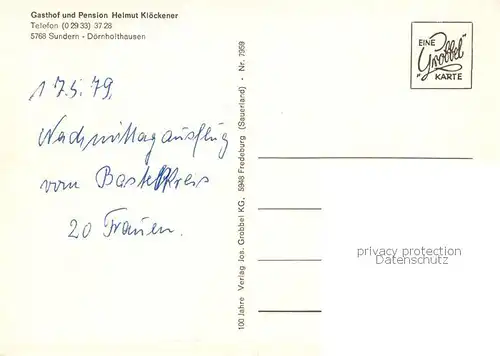 Gasthof und Pension Helmut Klöckener
Telefon (0 29 33) 37 28
5768 Sundern - Dörnholthausen
EINE
"Grobbel"
KARTE
17.5.79.
Nachmittagausflug
vom Bastelkreis
20 Frauen.
100 Jahre Verlag Jos. Grobbel KG, 5948 Fredeburg (Sauerland) - Nr. 7959
privacy protection
Datenschutz